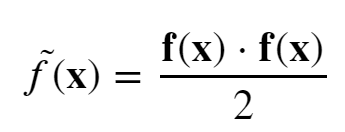 f̃(𝐱) = (𝐟(𝐱) · 𝐟(𝐱)) / 2